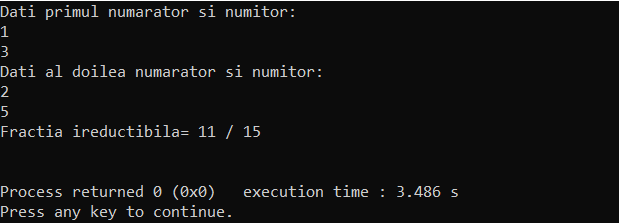 Dati primul numarator si numitor:
1
3
Dati al doilea numarator si numitor:
2
5
Fractia ireductibila= 11 / 15
Process returned 0 (0x0)   execution time : 3.486 s
Press any key to continue.